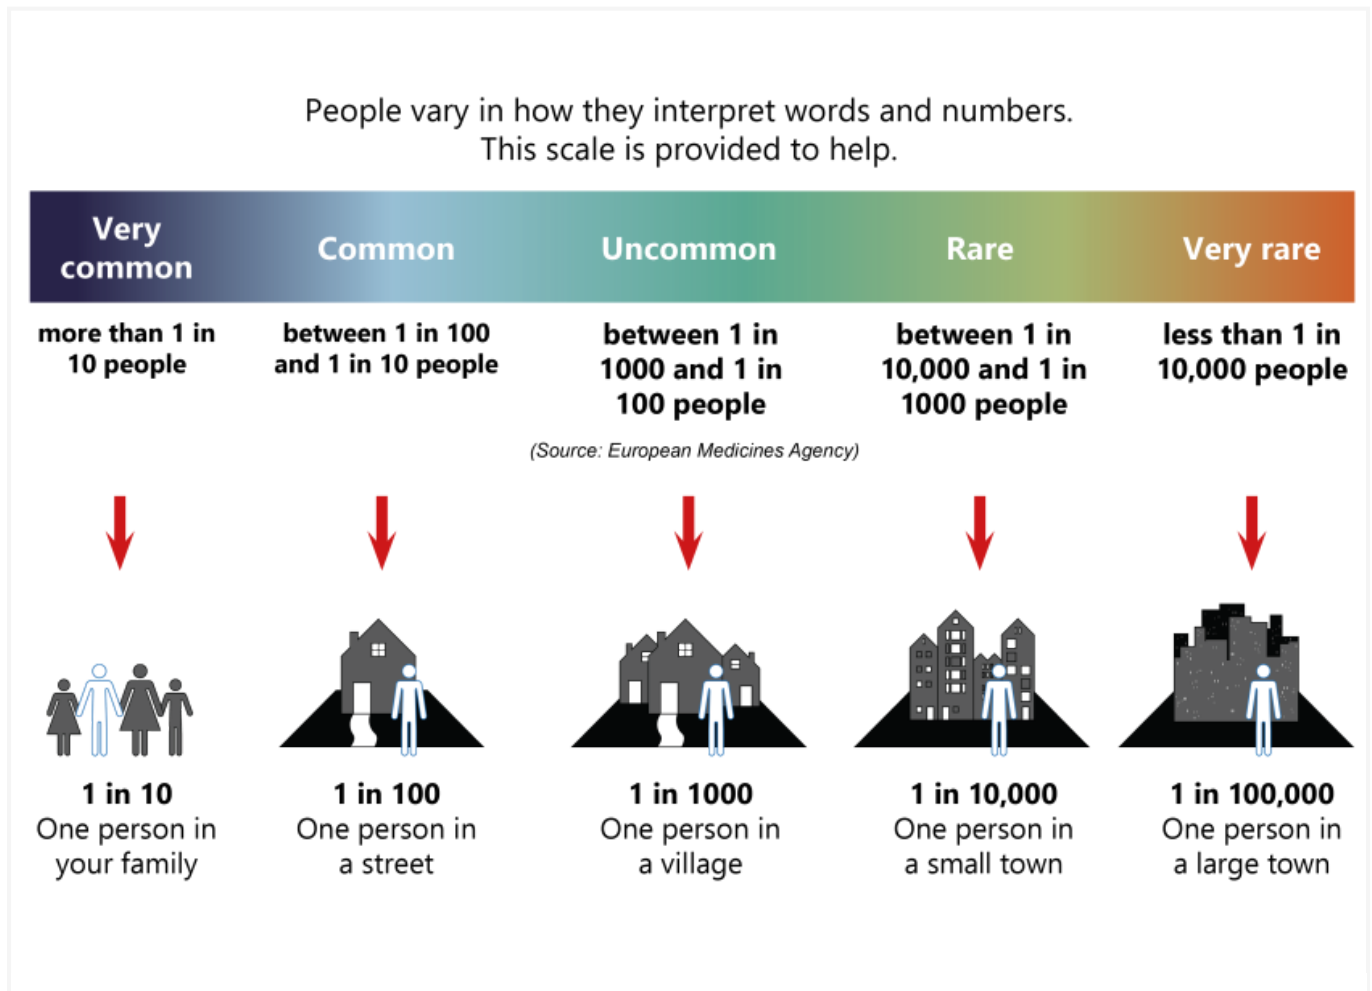 People vary in how they interpret words and numbers.
This scale is provided to help.
Very
common
Common
Uncommon
Rare
Very rare
more than 1 in
10 people
between 1 in 100
and 1 in 10 people
between 1 in
1000 and 1 in
100 people
between 1 in
10,000 and 1 in
1000 people
less than 1 in
10,000 people
(Source: European Medicines Agency)
1 in 10
One person in
your family
1 in 100
One person in
a street
1 in 1000
One person in
a village
1 in 10,000
One person in
a small town
1 in 100,000
One person in
a large town